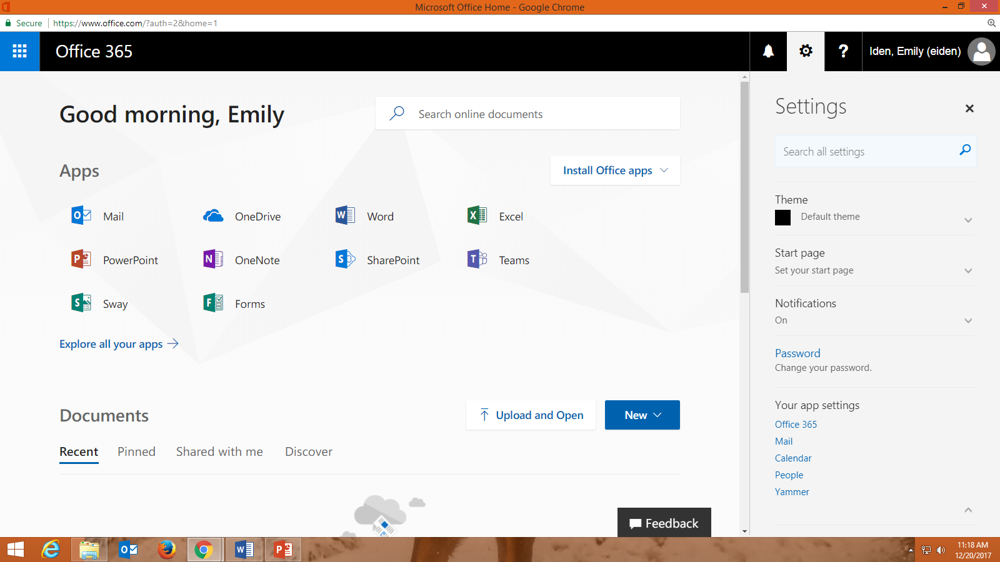 Microsoft Office Home - Google Chrome
Secure https://www.office.com/?auth=2&home=1
Office 365
? Iden, Emily (eiden)
Good morning, Emily
Search online documents
Apps
Install Office apps
Mail OneDrive Word Excel
PowerPoint OneNote SharePoint Teams
Sway Forms
Explore all your apps
Documents
Upload and Open New
Recent Pinned Shared with me Discover
Feedback
Settings
Search all settings
Theme
Default theme
Start page
Set your start page
Notifications
On
Password
Change your password.
Your app settings
Office 365
Mail
Calendar
People
Yammer
11:18 AM
12/20/2017